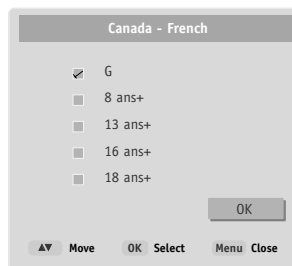 Canada - French
G
8 ans+
13 ans+
16 ans+
18 ans+
OK
▲▼ Move OK Select Menu Close